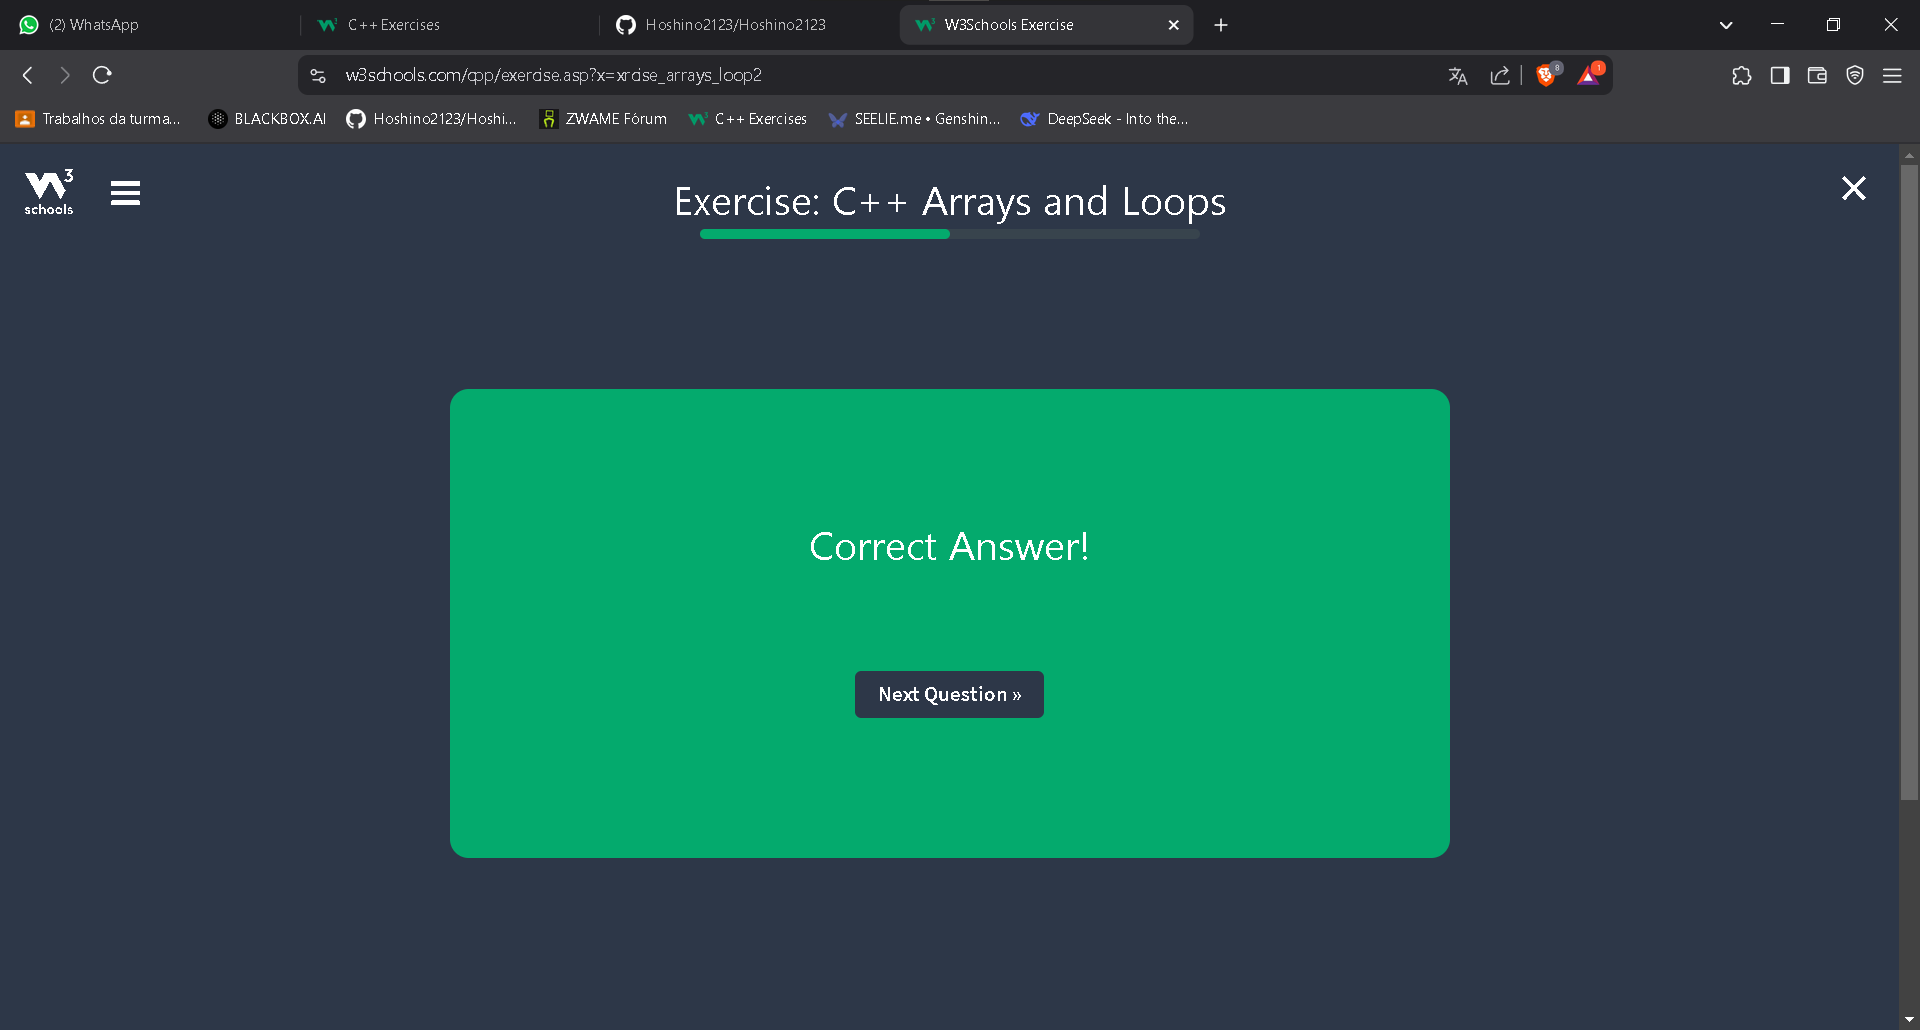 (2) WhatsApp
C++ Exercises
Hoshino2123/Hoshino2123
W3Schools Exercise
w3schools.com/cpp/exercise.asp?x=xrcise_arrays_loop2
8
1
Trabalhos da turma...
BLACKBOX.AI
Hoshino2123/Hoshi...
ZWAME Fórum
C++ Exercises
SEELIE.me • Genshin...
DeepSeek - Into the...
3
schools
Exercise: C++ Arrays and Loops
Correct Answer!
Next Question »